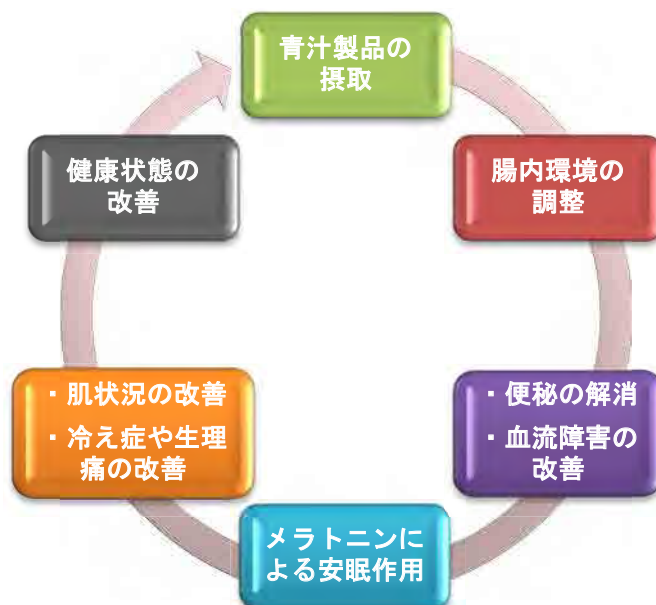 青汁製品の
摂取
腸内環境の
調整
・便秘の解消
・血流障害の
改善
メラトニンに
よる安眠作用
・肌状況の改善
・冷え症や生理
痛の改善
健康状態の
改善